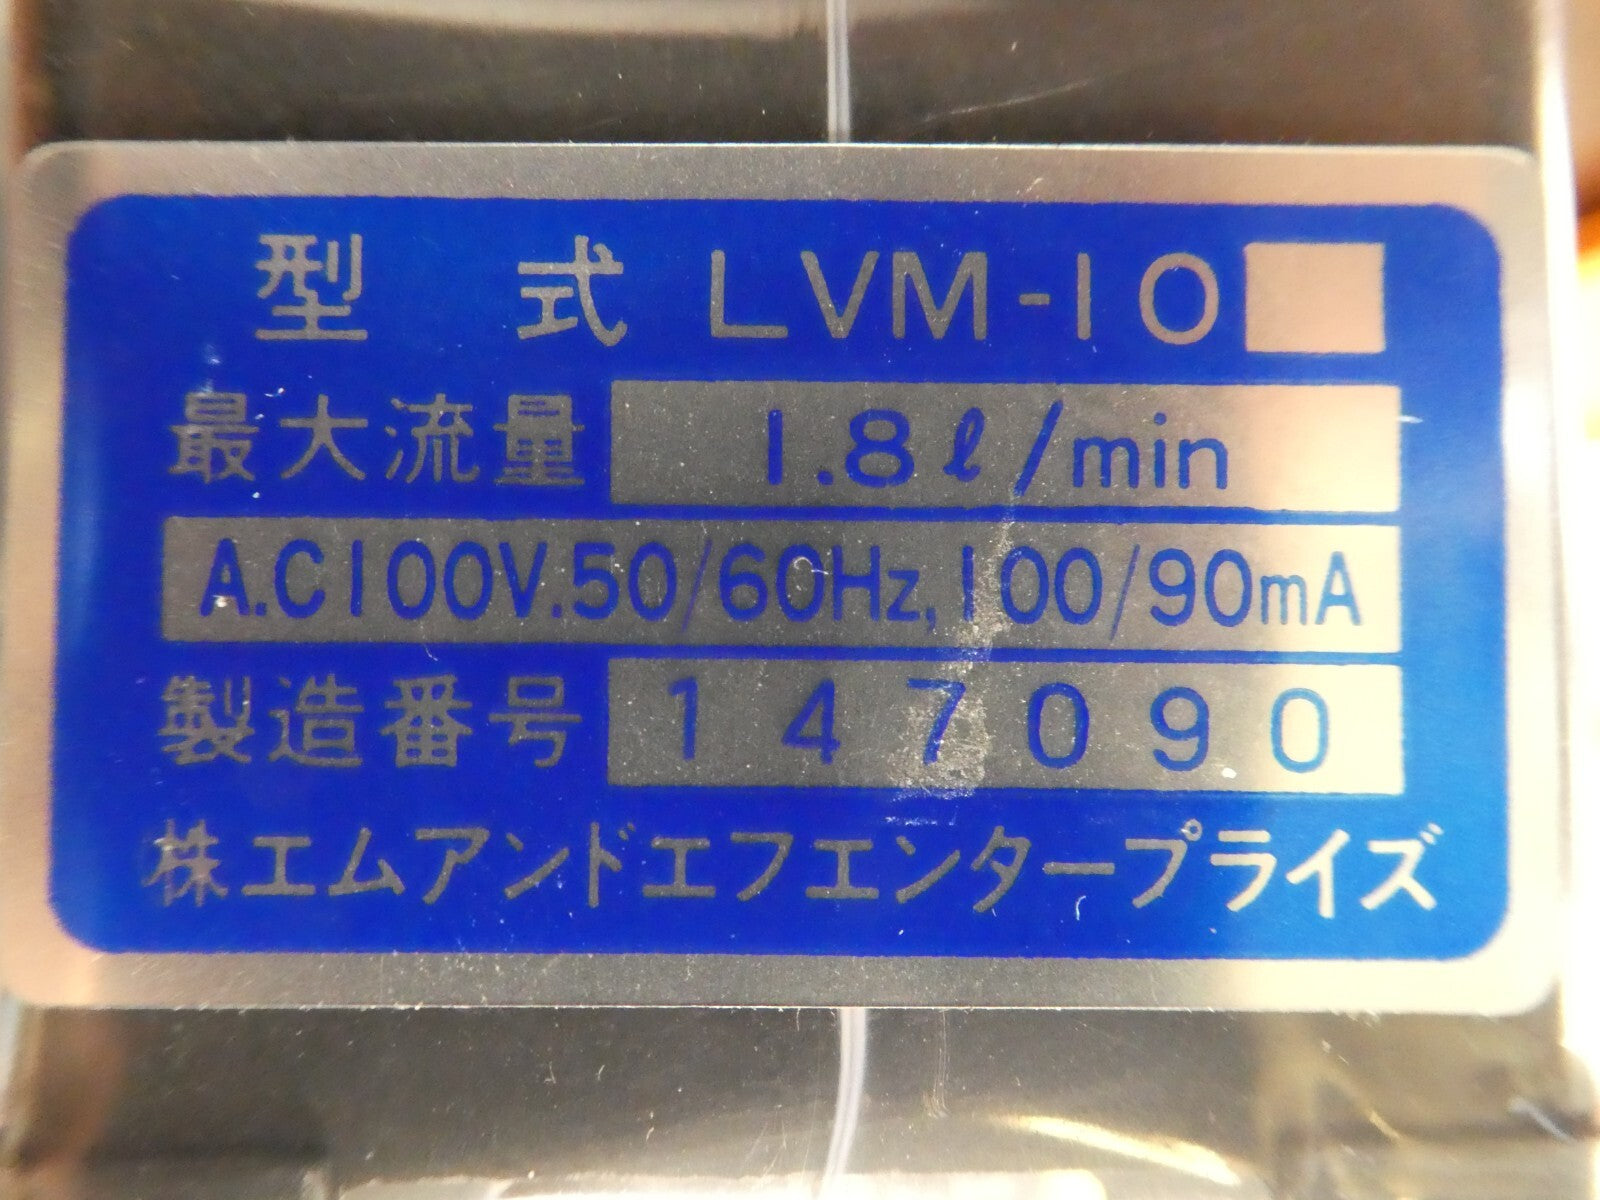 型式 LVM-10
最大流量 1.8ℓ/min
A.C100V.50/60Hz,100/90mA
製造番号 147090
株エムアンドエフエンタープライズ